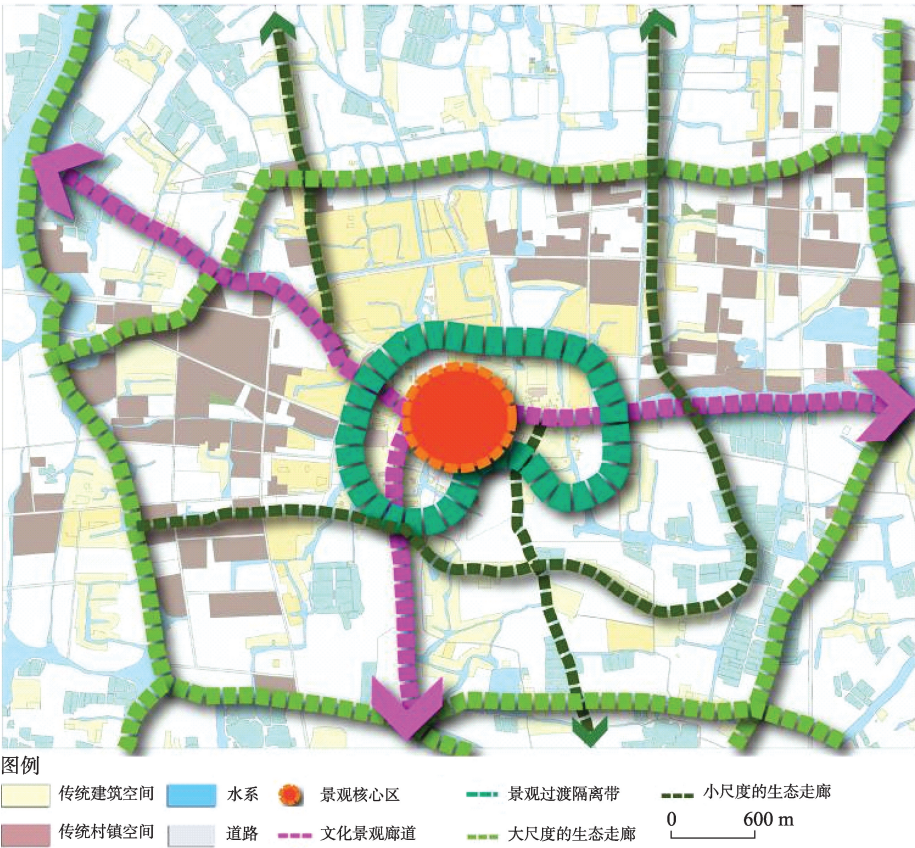 图例
传统建筑空间 水系 景观核心区 景观过渡隔离带 小尺度的生态走廊
传统村镇空间 道路 文化景观廊道 大尺度的生态走廊
0 600 m